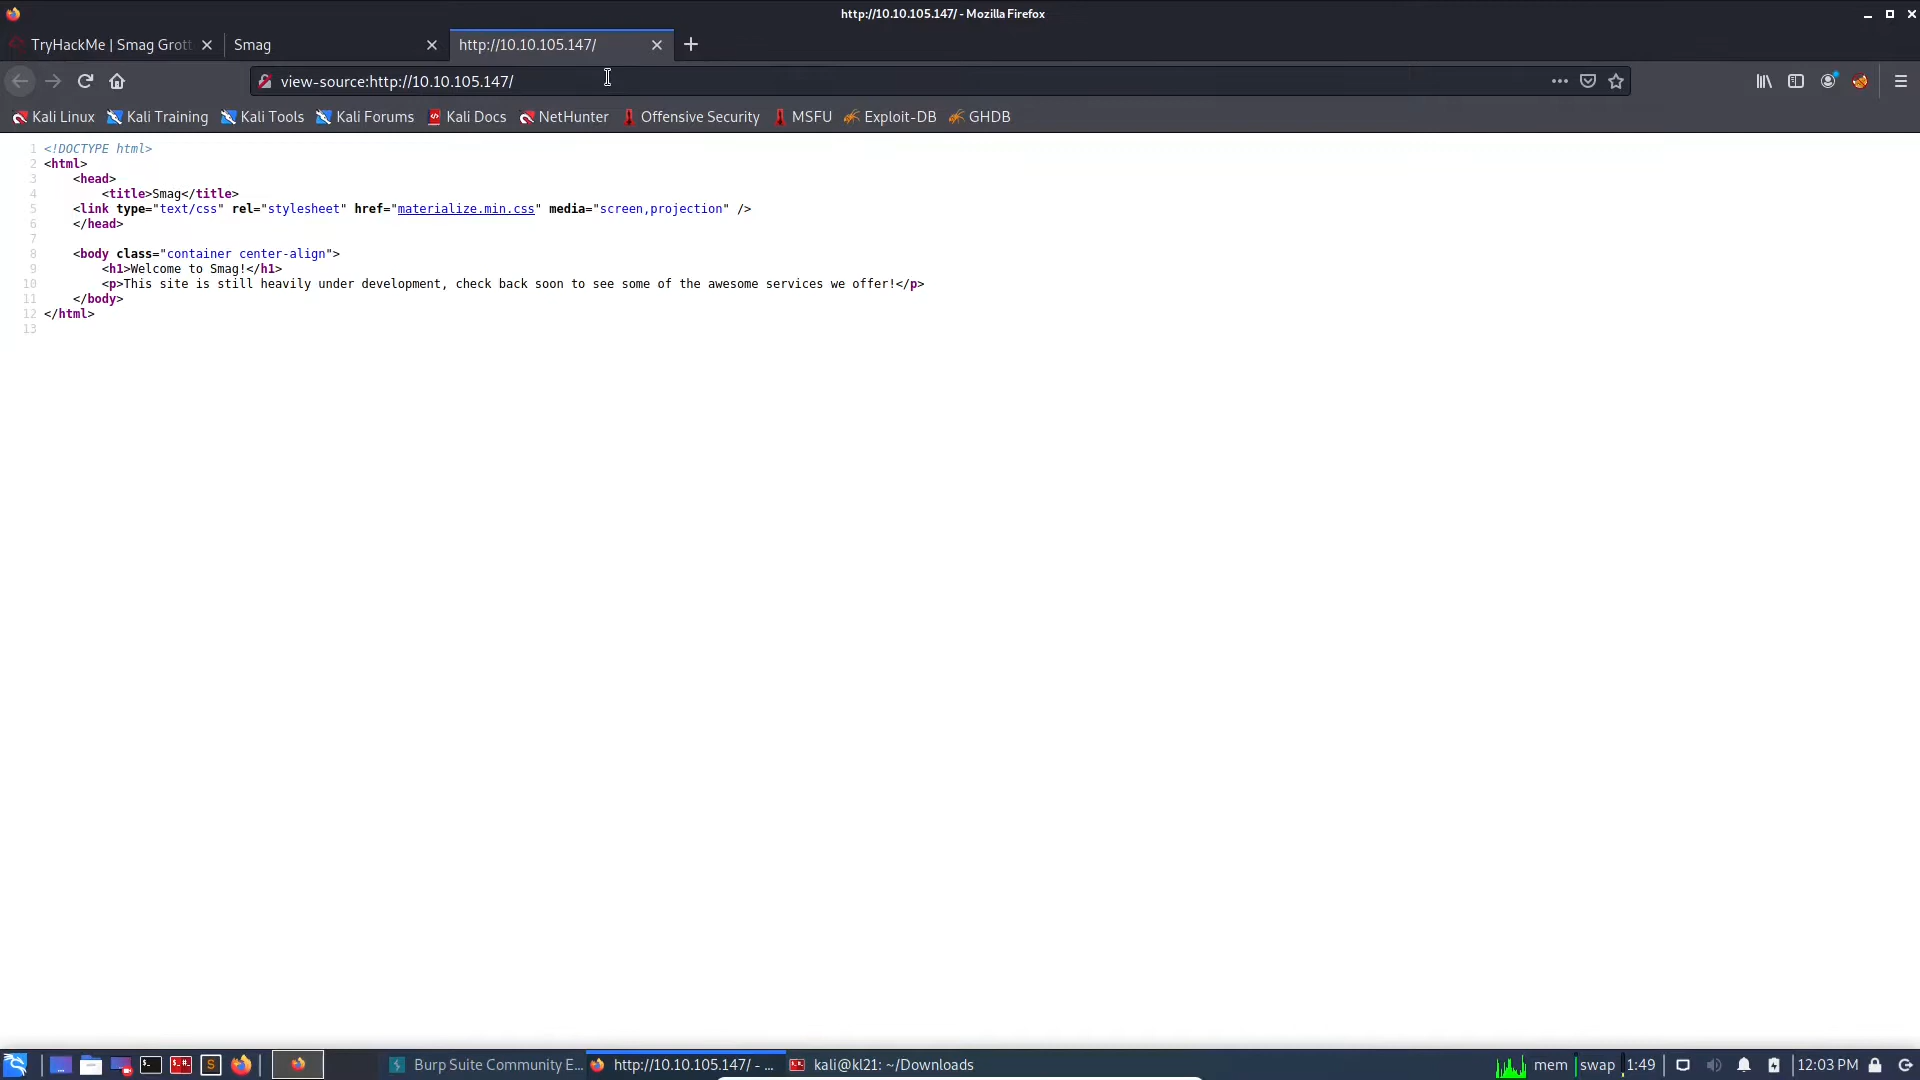 http://10.10.105.147/ - Mozilla Firefox
TryHackMe | Smag Grott
Smag
http://10.10.105.147/
view-source:http://10.10.105.147/
Kali Linux Kali Training Kali Tools Kali Forums Kali Docs NetHunter Offensive Security MSFU Exploit-DB GHDB
1 <!DOCTYPE html>
2 <html>
3 <head>
4 <title>Smag</title>
5 <link type="text/css" rel="stylesheet" href="materialize.min.css" media="screen,projection" />
6 </head>
7
8 <body class="container center-align">
9 <h1>Welcome to Smag!</h1>
10 <p>This site is still heavily under development, check back soon to see some of the awesome services we offer!</p>
11 </body>
12 </html>
13
Burp Suite Community E... http://10.10.105.147/ - ... kali@kl21: ~/Downloads mem swap 1:49 12:03 PM